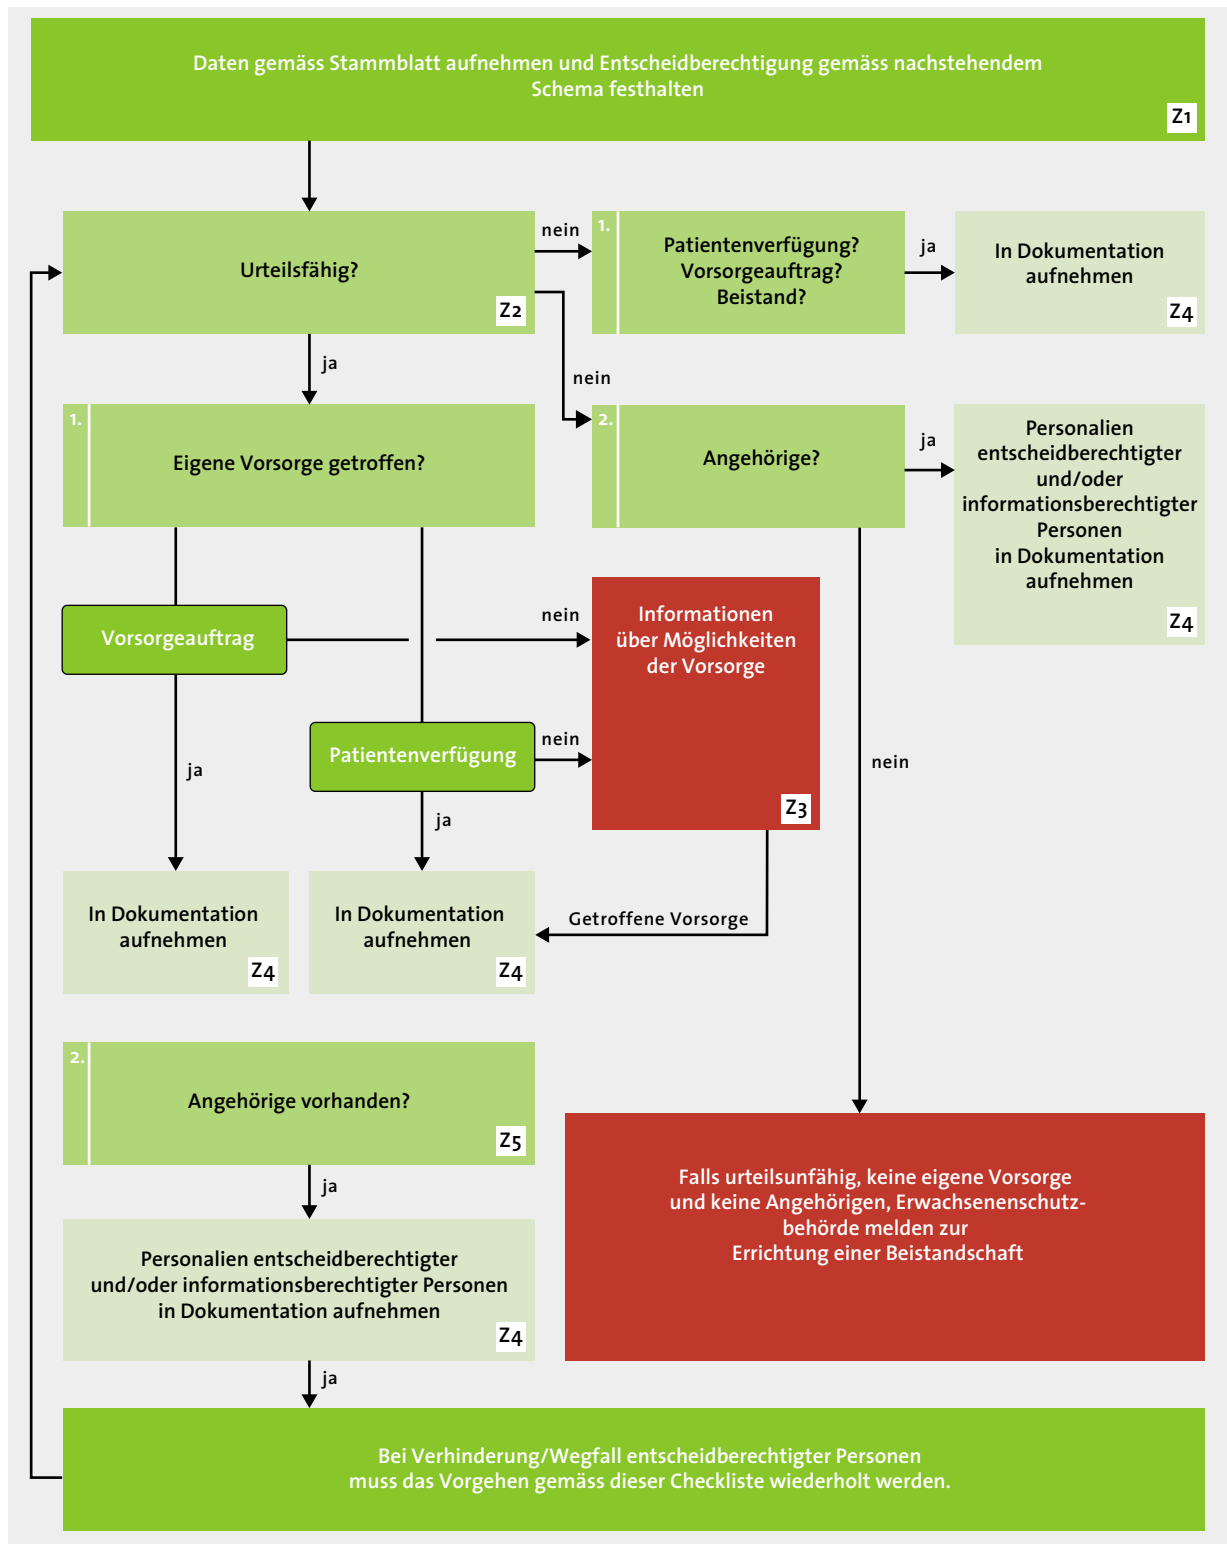 Daten gemäss Stammblatt aufnehmen und Entscheidberechtigung gemäss nachstehendem
Schema festhalten
Z1
Urteilsfähig?
Z2
nein
1.
Patientenverfügung?
Vorsorgeauftrag?
Beistand?
ja
In Dokumentation
aufnehmen
Z4
ja
nein
1.
Eigene Vorsorge getroffen?
2.
Angehörige?
ja
Personalien
entscheidberechtigter
und/oder
informationsberechtigter
Personen
in Dokumentation
aufnehmen
Z4
Vorsorgeauftrag
nein
Informationen
über Möglichkeiten
der Vorsorge
Z3
Patientenverfügung
nein
nein
ja
ja
In Dokumentation
aufnehmen
Z4
In Dokumentation
aufnehmen
Z4
Getroffene Vorsorge
2.
Angehörige vorhanden?
Z5
ja
Falls urteilsunfähig, keine eigene Vorsorge
und keine Angehörigen, Erwachsenenschutz-
behörde melden zur
Errichtung einer Beistandschaft
Personalien entscheidberechtigter
und/oder informationsberechtigter Personen
in Dokumentation aufnehmen
Z4
ja
Bei Verhinderung/Wegfall entscheidberechtigter Personen
muss das Vorgehen gemäss dieser Checkliste wiederholt werden.